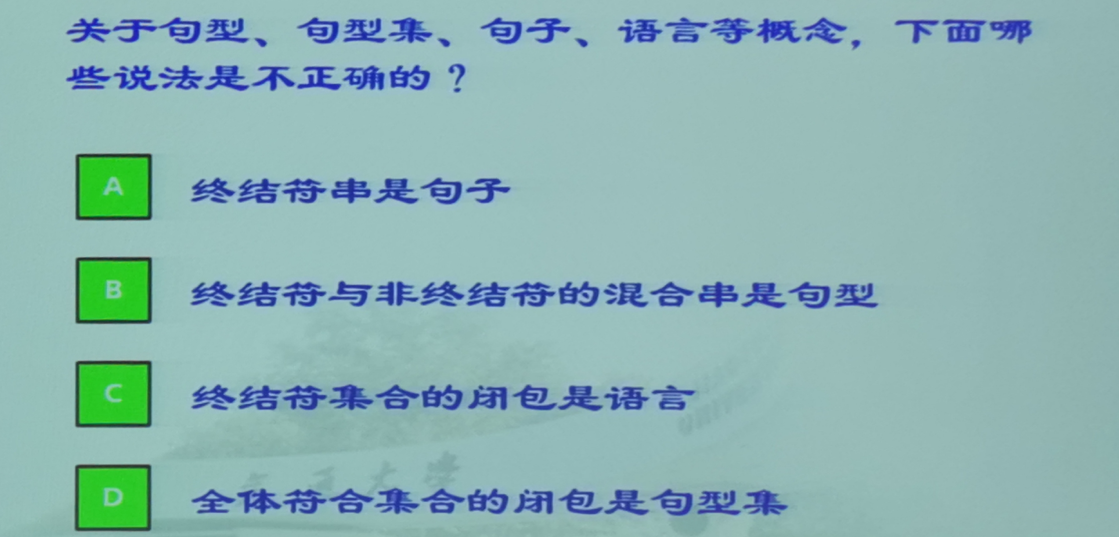 关于句型、句型集、句子、语言等概念，下面哪
些说法是不正确的？
A 终结符串是句子
B 终结符与非终结符的混合串是句型
C 终结符集合的闭包是语言
D 全体符合集合的闭包是句型集